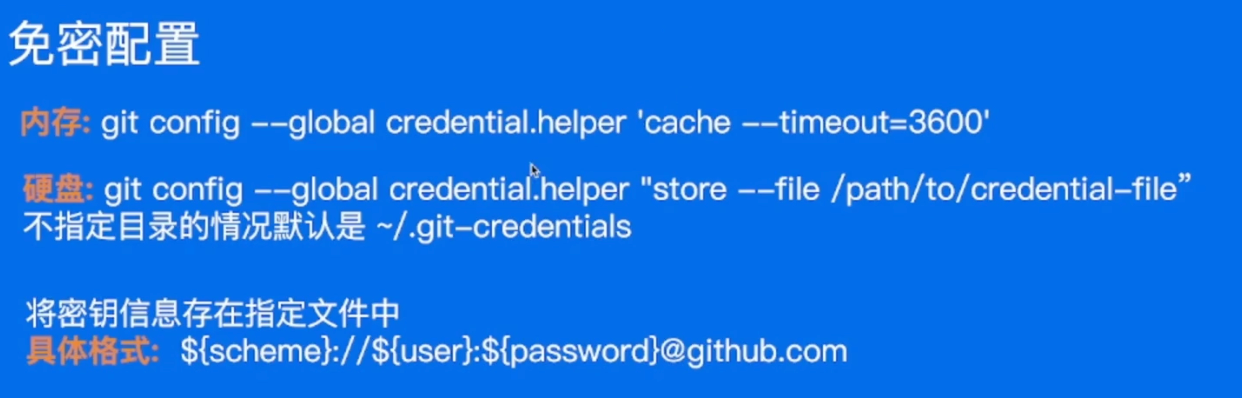 免密配置
内存: git config --global credential.helper 'cache --timeout=3600'
硬盘: git config --global credential.helper "store --file /path/to/credential-file”
不指定目录的情况默认是 ~/.git-credentials
将密钥信息存在指定文件中
具体格式: ${scheme}://${user}:${password}@github.com